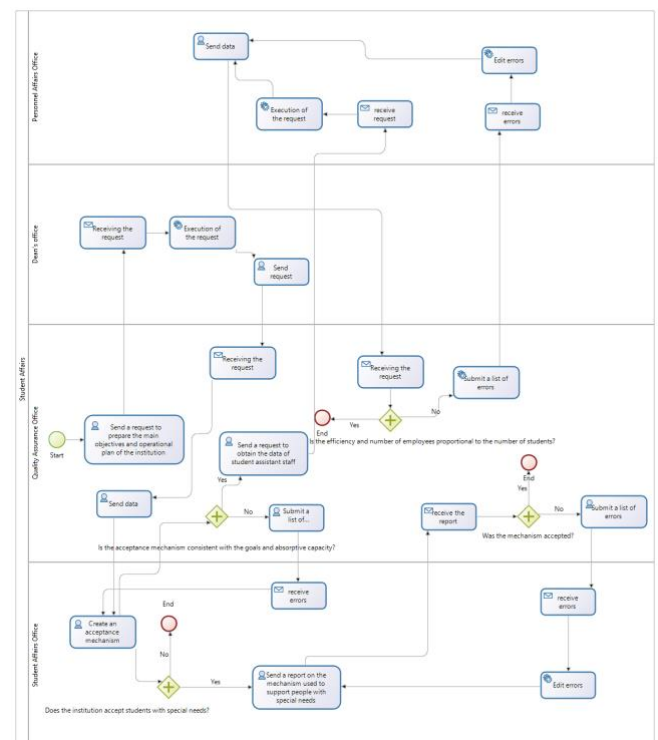 Student Affairs
Personnel Affairs Office
Send data
Edit errors
Execution of
the request
receive
request
receive
errors
Dean's office
Receiving the
request
Execution of
the request
Send
request
Quality Assurance Office
Receiving the
request
Receiving the
request
Submit a list of
errors
Start
Send a request to
prepare the main
objectives and operational
plan of the institution
Send a request to
obtain the data of
student assistant staff
End
Yes
No
Is the efficiency and number of employees proportional to the number of students?
Send data
Yes
No
Submit a
list of...
Is the acceptance mechanism consistent with the goals and absorptive capacity?
Receive the
report
End
Yes
No
Submit a list of
errors
Was the mechanism accepted?
Student Affairs Office
receive
errors
receive
errors
Create an
acceptance
mechanism
End
No
Yes
Send a report on the
mechanism used to
support people with
special needs
Edit errors
Does the institution accept students with special needs?